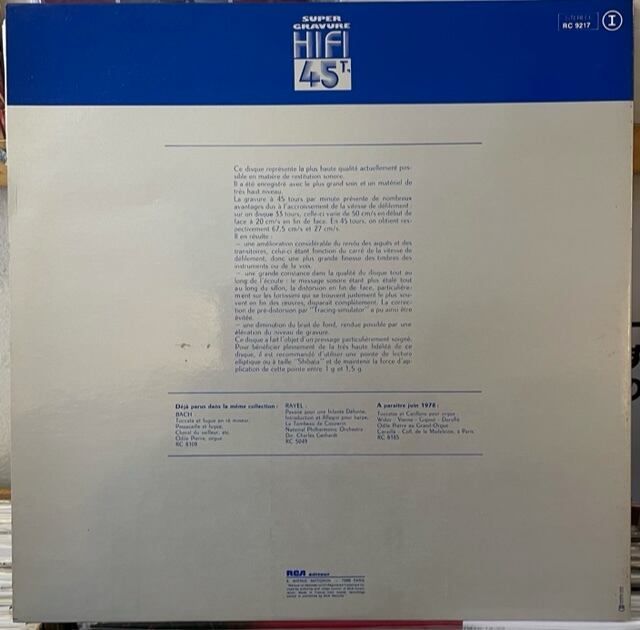 SUPER
GRAVURE
HIFI
45 T.
STEREO
RC 9217
I
Ce disque représente la plus haute qualité actuellement pos-
sible en matière de restitution sonore.
Il a été enregistré avec le plus grand soin et un matériel de
très haut niveau.
La gravure à 45 tours par minute présente de nombreux
avantages dus à l'accroissement de la vitesse de défilement :
sur un disque 33 tours, celle-ci varie de 50 cm/s en début de
face à 20 cm/s en fin de face. En 45 tours, on obtient res-
pectivement 67,5 cm/s et 27 cm/s.
Il en résulte :
— une amélioration considérable du rendu des aigués et des
transitoires, celui-ci étant fonction du carré de la vitesse de
défilement, donc une plus grande finesse des timbres des
instruments ou de la voix.
— une grande constance dans la qualité du disque tout au
long de l'écoute : le message sonore étant plus étalé tout
au long du sillon, la distorsion en fin de face, particulière-
ment sur les fortissimi qui se trouvent justement le plus sou-
vent en fin des œuvres, disparaît complètement. La correc-
tion de pré-distorsion par "Tracing-simulator" a pu ainsi être
évitée.
— une diminution du bruit de fond, rendue possible par une
élévation du niveau de gravure.
Ce disque a fait l'objet d'un pressage particulièrement soigné.
Pour bénéficier pleinement de la très haute fidélité de ce
disque, il est recommandé d'utiliser une pointe de lecture
elliptique ou à taille "Shibata" et de maintenir la force d'ap-
plication de cette pointe entre 1 g et 1,5 g.
Déjà parus dans la même collection :
BACH :
Toccata et fugue en ré mineur,
Passacaille et fugue,
Choral du veilleur, etc.
Odile Pierre, orgue
RC 8109
RAVEL :
Pavane pour une Infante Défunte,
Introduction et Allegro pour harpe,
Le Tombeau de Couperin
National Philharmonic Orchestra
Dir. Charles Gerhardt
RC 5049
A paraître juin 1978 :
Toccatas et Carillons pour orgue :
Widor - Vierne - Gigout - Duruflé
Odile Pierre au Grand-Orgue
Cavaillé - Coll. de la Madeleine, à Paris
RC 8185
RCA éditeur
9, AVENUE MATIGNON - 75008 PARIS